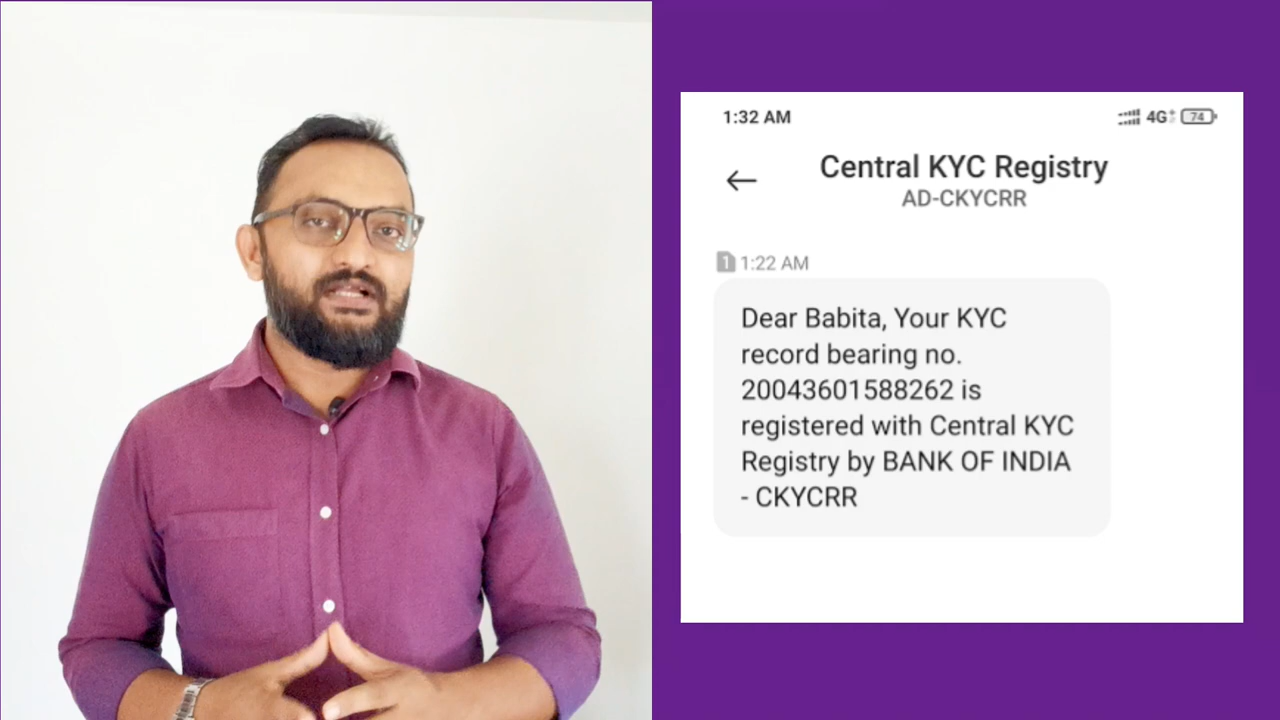 1:32 AM
4G+
74
Central KYC Registry
AD-CKYCRR
1
1:22 AM
Dear Babita, Your KYC
record bearing no.
20043601588262 is
registered with Central KYC
Registry by BANK OF INDIA
- CKYCRR